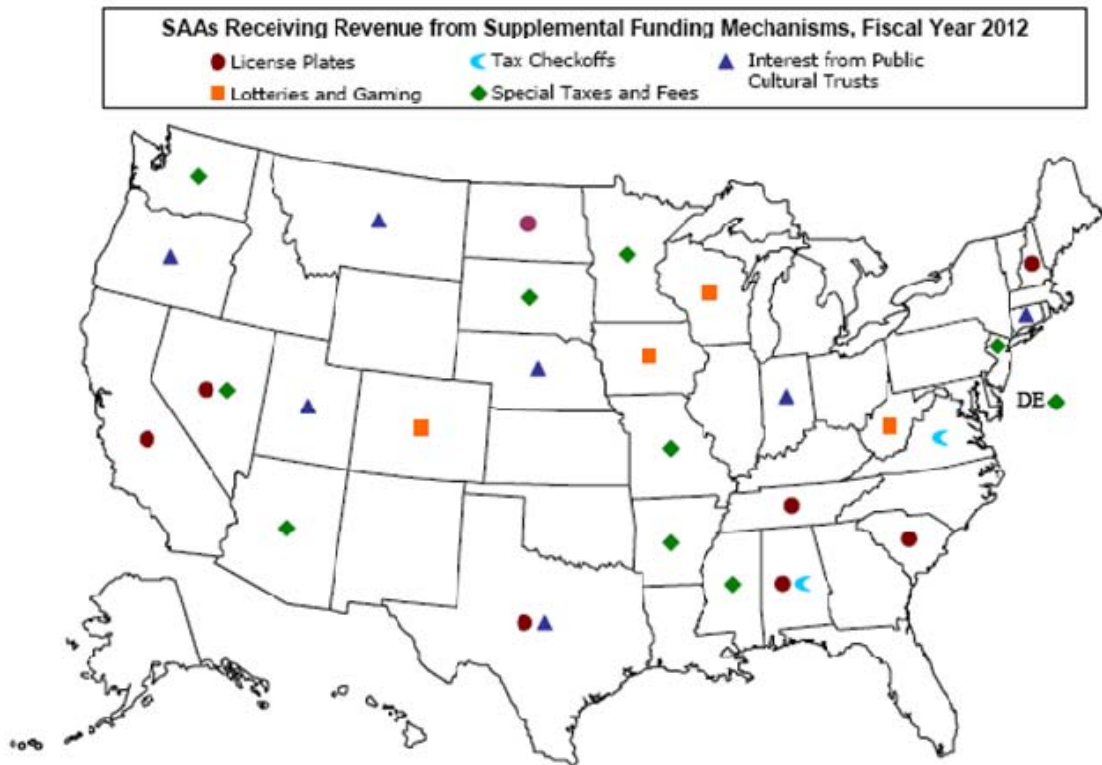 SAAs Receiving Revenue from Supplemental Funding Mechanisms, Fiscal Year 2012
License Plates Tax Checkoffs Interest from Public
Lotteries and Gaming Special Taxes and Fees Cultural Trusts
DE